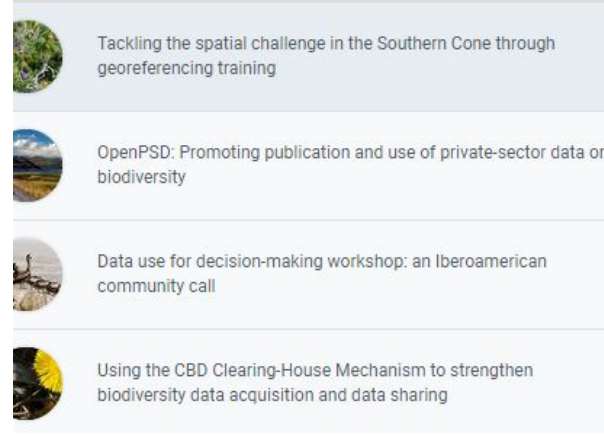 Tackling the spatial challenge in the Southern Cone through
georeferencing training
OpenPSD: Promoting publication and use of private-sector data on
biodiversity
Data use for decision-making workshop: an Iberoamerican
community call
Using the CBD Clearing-House Mechanism to strengthen
biodiversity data acquisition and data sharing